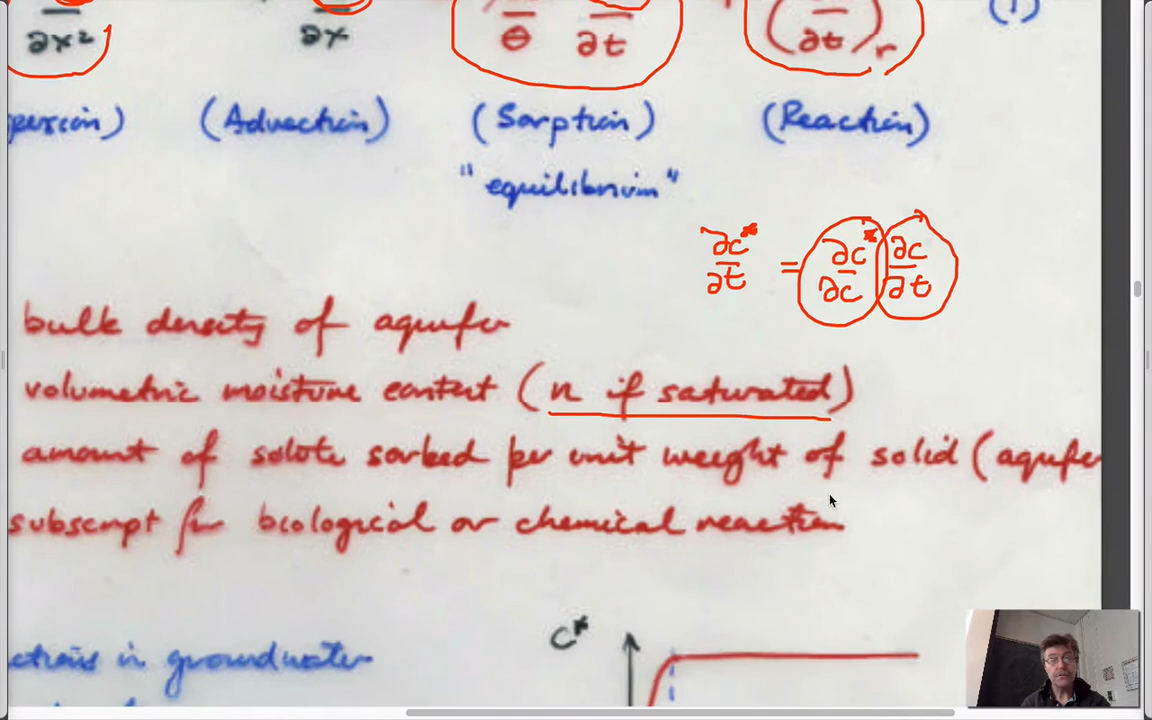 ∂x² ∂x θ ∂t (∂t)r (1)
persion) (Advection) (Sorption) (Reaction)
"equilibrium"
∂c*/∂t = ∂c*/∂c ∂c/∂t
bulk density of aquifer
volumetric moisture content (n if saturated)
amount of solute sorbed per unit weight of solid (aquife
subscript for biological or chemical reaction
C*
ctions in groundwater